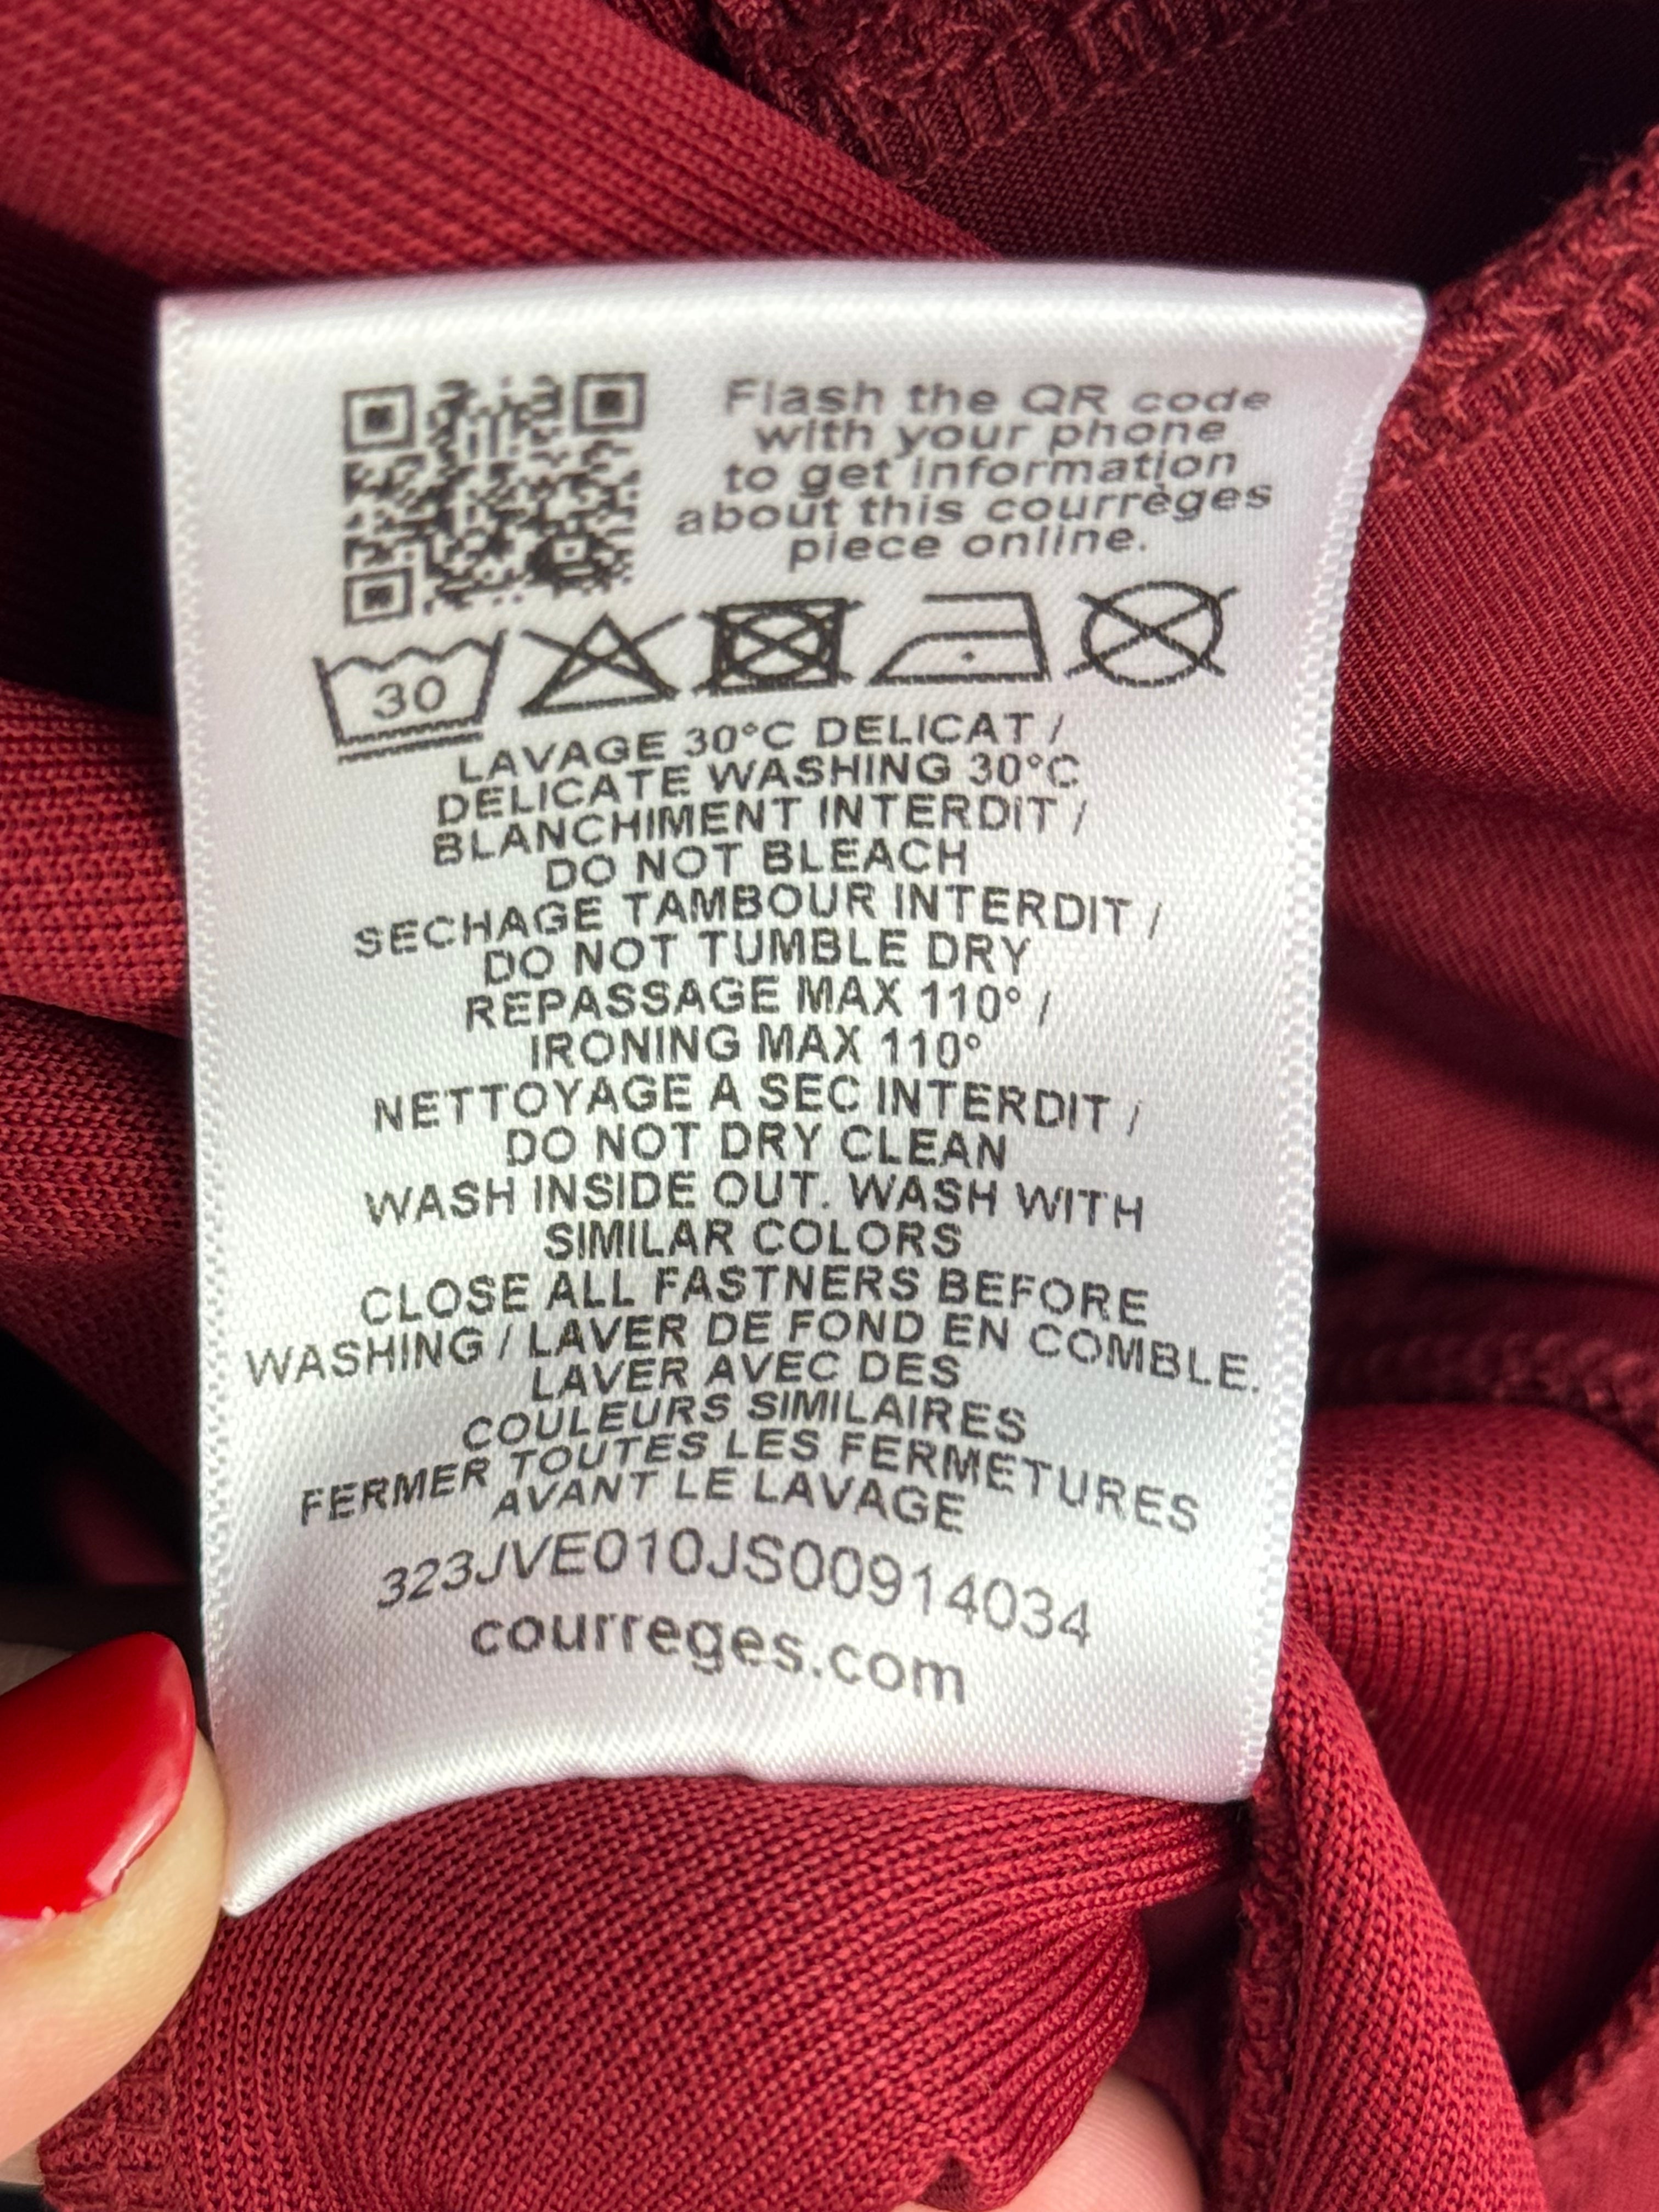 Flash the QR code
with your phone
to get information
about this courrèges
piece online.
30
LAVAGE 30°C DELICAT /
DELICATE WASHING 30°C
BLANCHIMENT INTERDIT /
DO NOT BLEACH
SECHAGE TAMBOUR INTERDIT /
DO NOT TUMBLE DRY
REPASSAGE MAX 110° /
IRONING MAX 110°
NETTOYAGE A SEC INTERDIT /
DO NOT DRY CLEAN
WASH INSIDE OUT. WASH WITH
SIMILAR COLORS
CLOSE ALL FASTNERS BEFORE
WASHING / LAVER DE FOND EN COMBLE.
LAVER AVEC DES
COULEURS SIMILAIRES
FERMER TOUTES LES FERMETURES
AVANT LE LAVAGE
323JVE010JS00914034
courreges.com